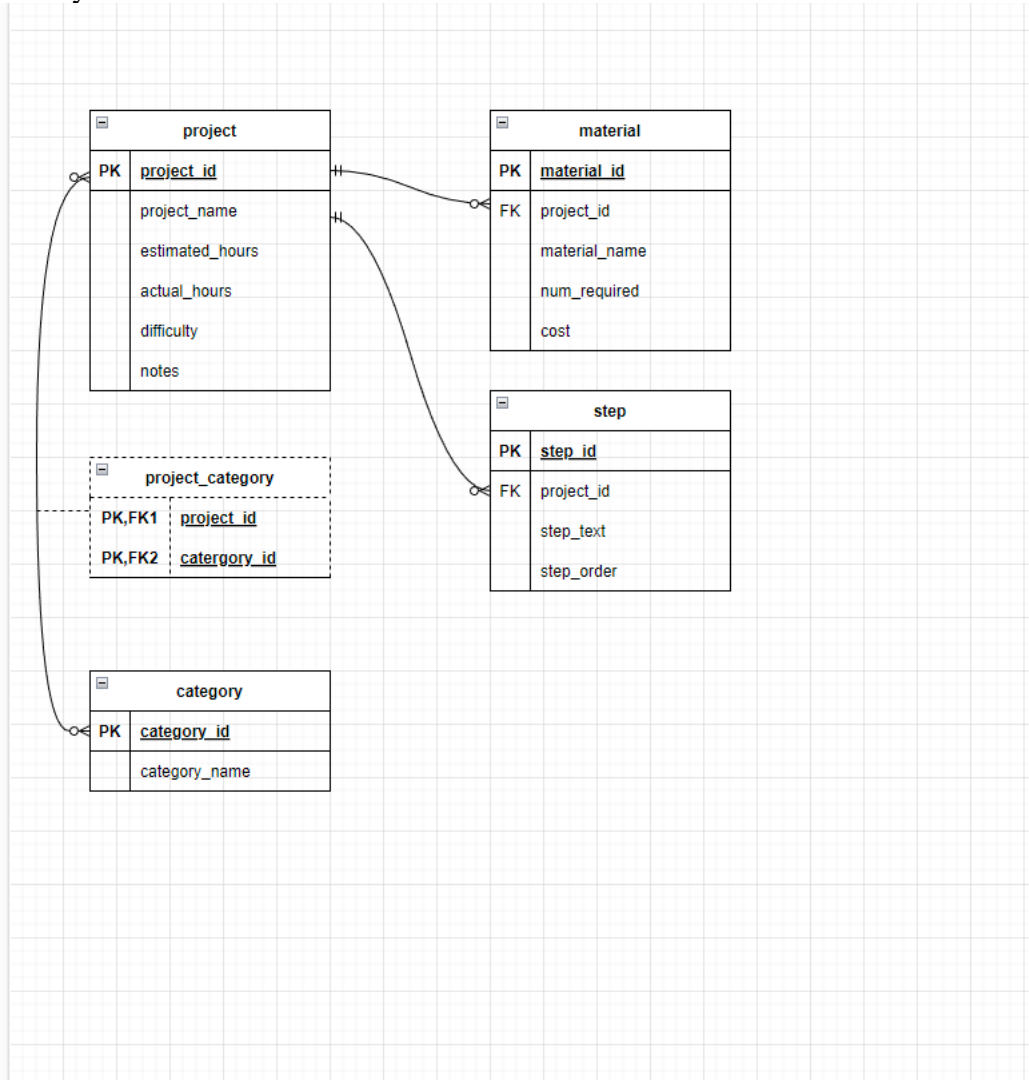 project
PK project_id
project_name
estimated_hours
actual_hours
difficulty
notes
material
PK material_id
FK project_id
material_name
num_required
cost
step
PK step_id
FK project_id
step_text
step_order
project_category
PK,FK1 project_id
PK,FK2 catergory_id
category
PK category_id
category_name